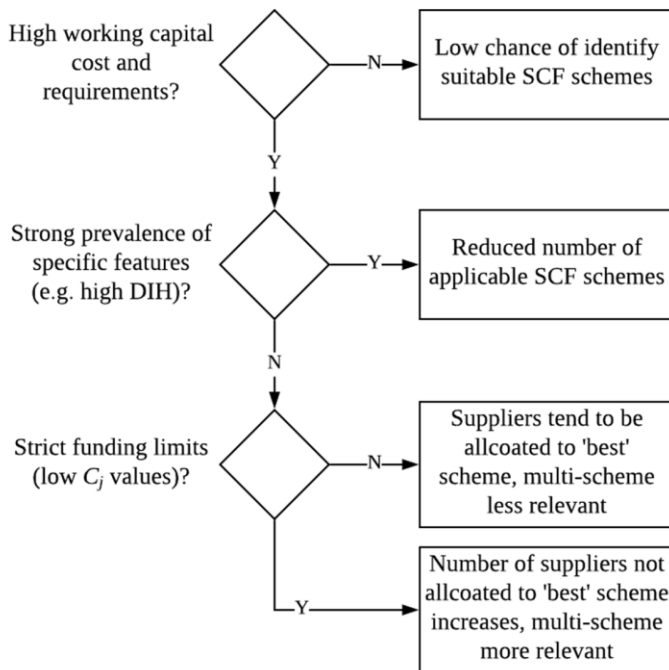 High working capital
cost and
requirements?
N
Low chance of identify
suitable SCF schemes
Y
Strong prevalence of
specific features
(e.g. high DIH)?
Y
Reduced number of
applicable SCF schemes
N
Strict funding limits
(low Cj values)?
N
Suppliers tend to be
allcoated to 'best'
scheme, multi-scheme
less relevant
Y
Number of suppliers not
allcoated to 'best' scheme
increases, multi-scheme
more relevant